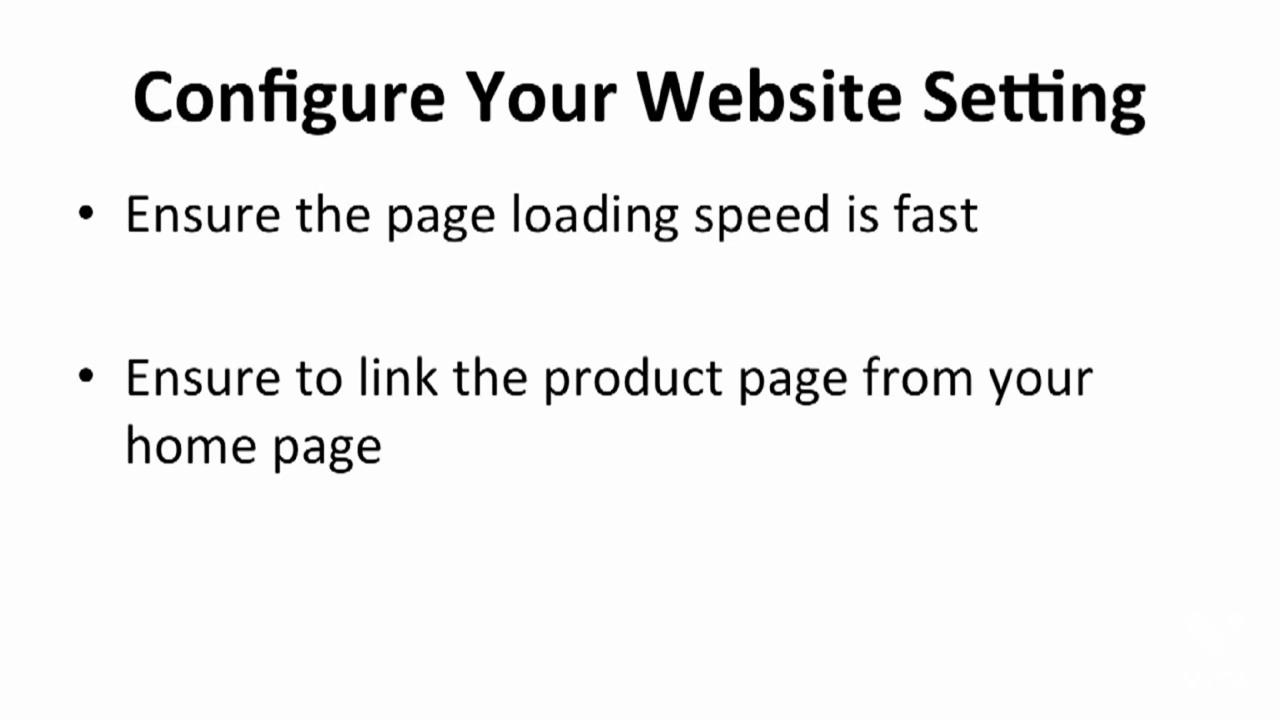 Configure Your Website Setting
• Ensure the page loading speed is fast
• Ensure to link the product page from your
home page